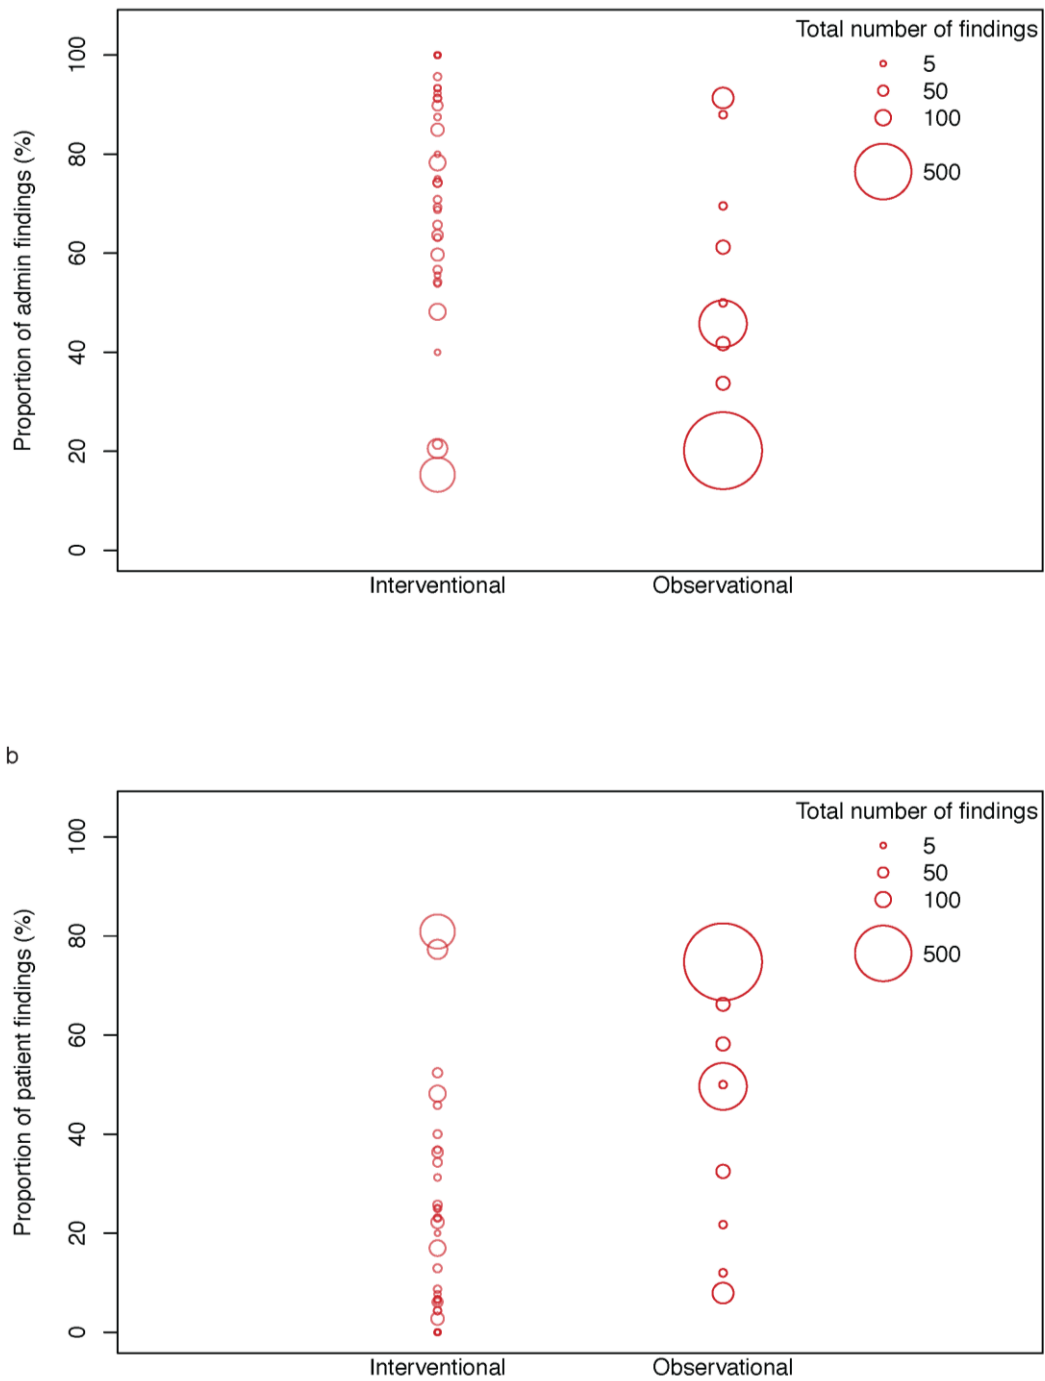 Total number of findings
5
50
100
500
Proportion of admin findings (%)
100
80
60
40
20
0
Interventional Observational
b
Total number of findings
5
50
100
500
Proportion of patient findings (%)
100
80
60
40
20
0
Interventional Observational